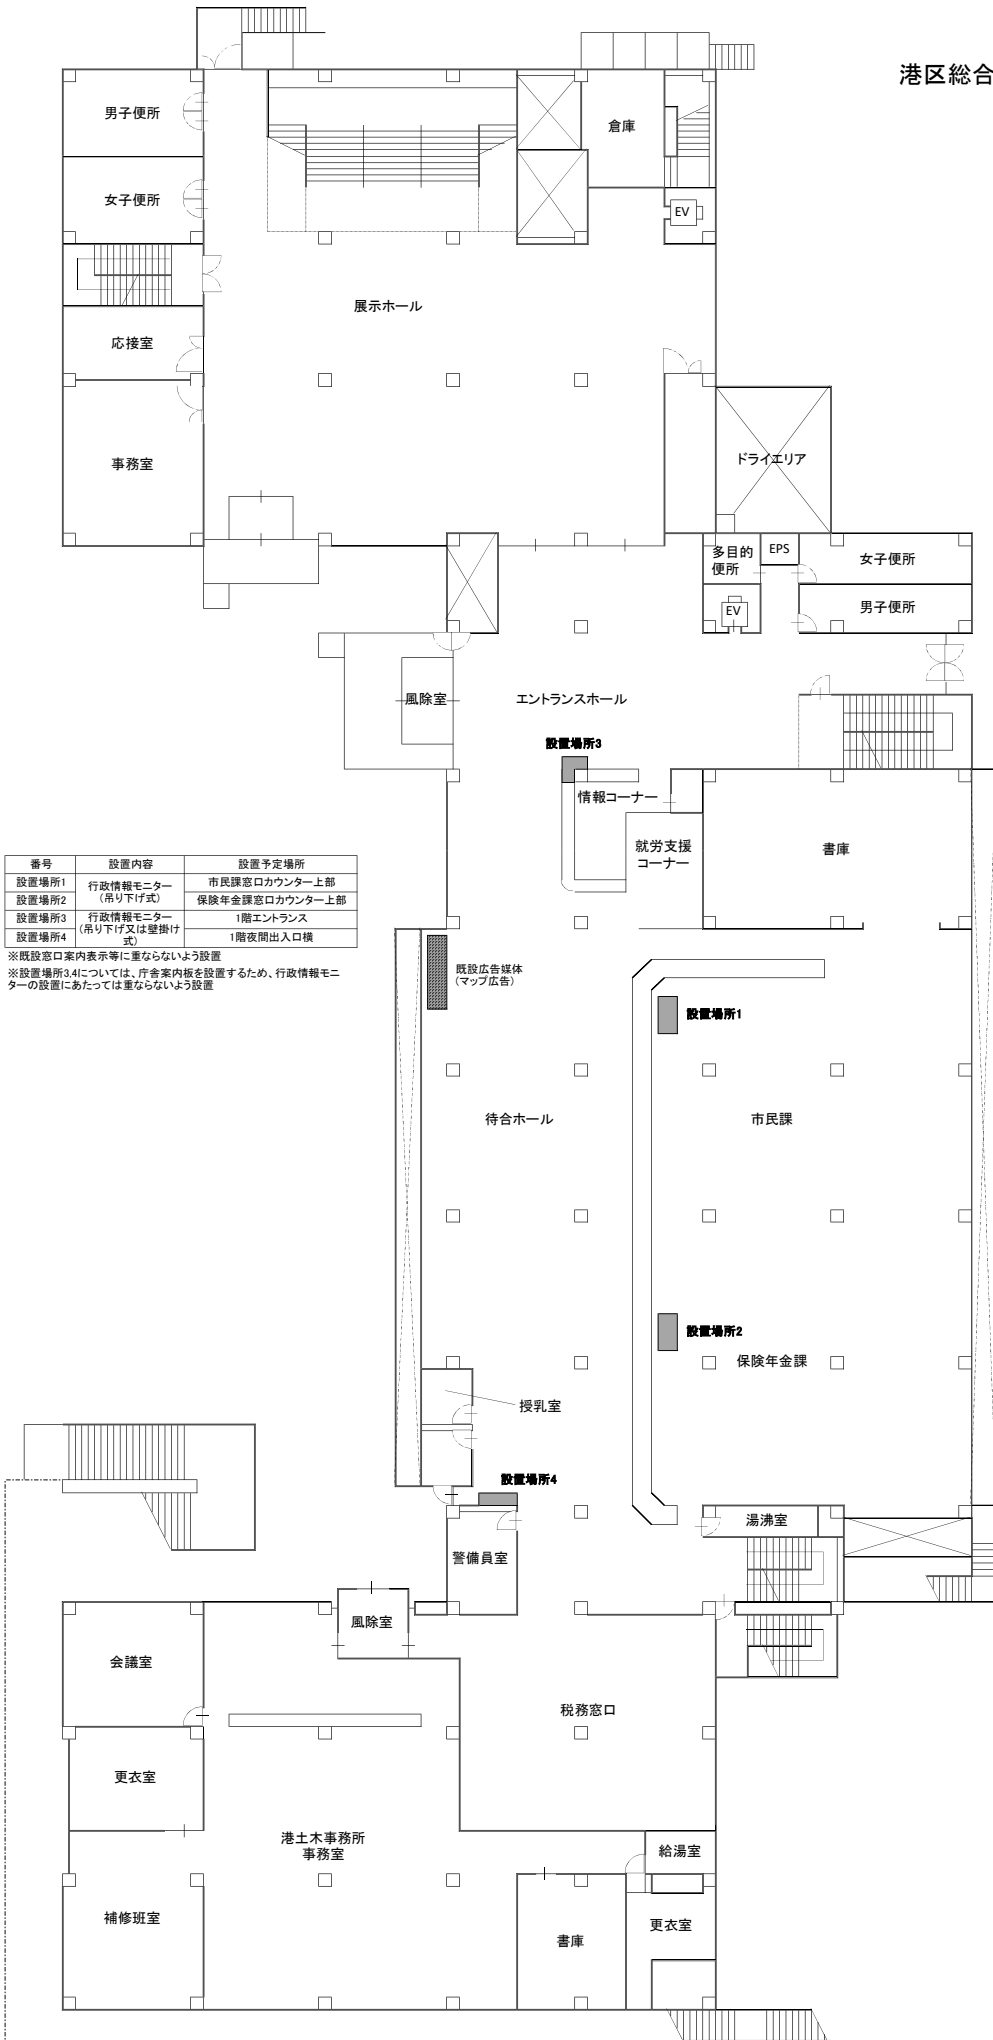 港区総合
男子便所
倉庫
女子便所
EV
展示ホール
応接室
事務室
ドライエリア
多目的
便所
EPS
女子便所
男子便所
EV
風除室
エントランスホール
設置場所3
情報コーナー
就労支援
コーナー
書庫
番号 設置内容 設置予定場所
設置場所1 行政情報モニター
(吊り下げ式) 市民課窓口カウンター上部
設置場所2 保険年金課窓口カウンター上部
設置場所3 行政情報モニター
(吊り下げ又は壁掛け
式) 1階エントランス
設置場所4 1階夜間出入口横
※既設窓口案内表示等に重ならないよう設置
※設置場所3,4については、庁舎案内板を設置するため、行政情報モニ
ターの設置にあたっては重ならないよう設置
既設広告媒体
(マップ広告)
設置場所1
待合ホール
市民課
設置場所2
保険年金課
授乳室
設置場所4
湯沸室
警備員室
風除室
会議室
税務窓口
更衣室
港土木事務所
事務室
給湯室
補修班室
更衣室
書庫